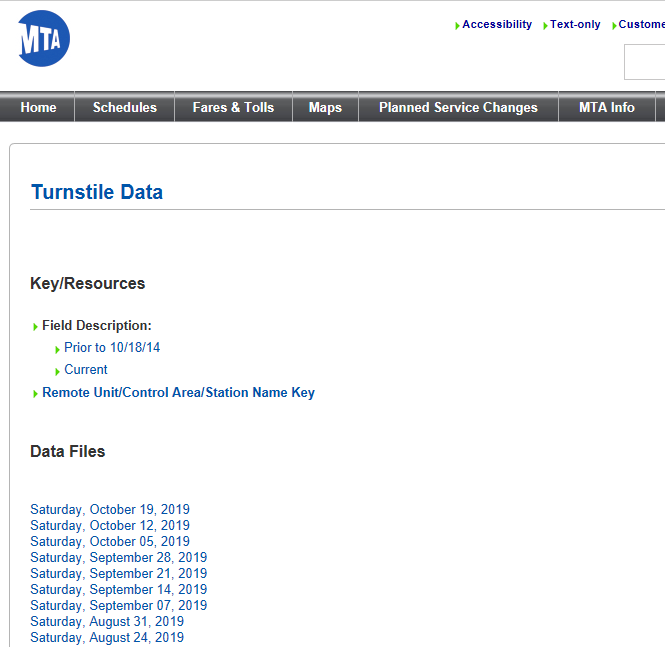 MTA
Accessibility Text-only Custome
Home Schedules Fares & Tolls Maps Planned Service Changes MTA Info
Turnstile Data
Key/Resources
Field Description:
Prior to 10/18/14
Current
Remote Unit/Control Area/Station Name Key
Data Files
Saturday, October 19, 2019
Saturday, October 12, 2019
Saturday, October 05, 2019
Saturday, September 28, 2019
Saturday, September 21, 2019
Saturday, September 14, 2019
Saturday, September 07, 2019
Saturday, August 31, 2019
Saturday, August 24, 2019